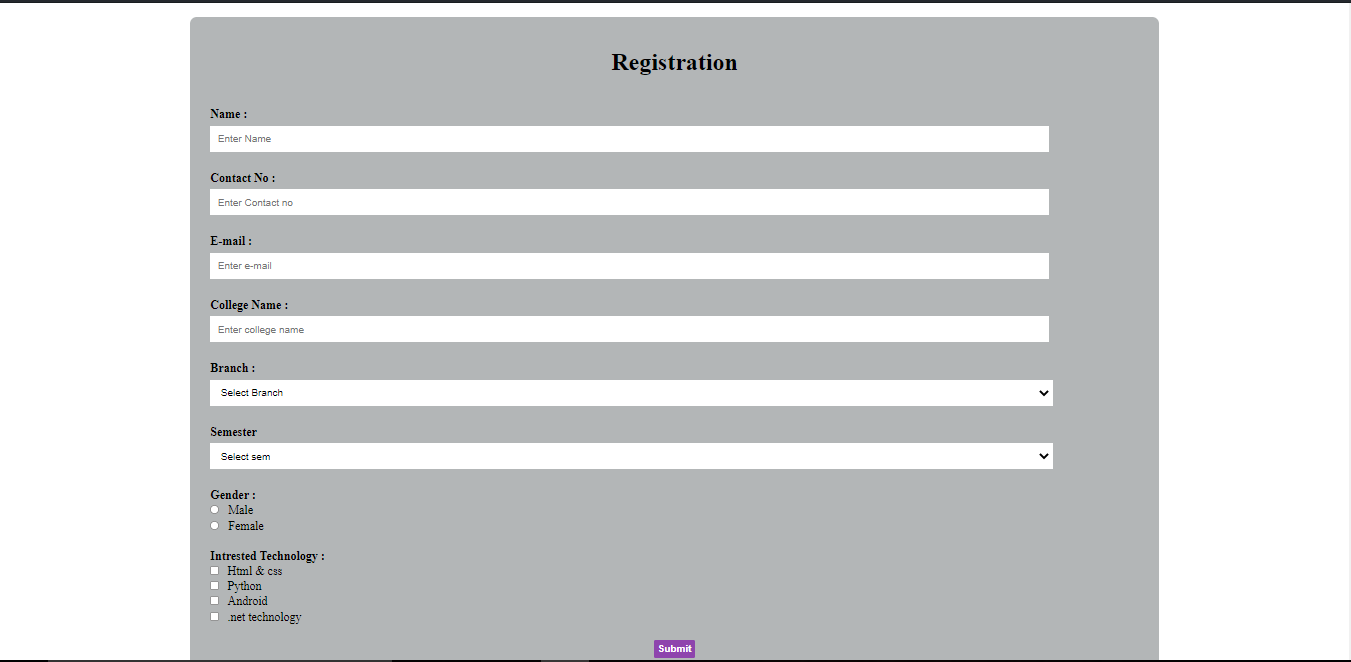 Registration
Name :
Enter Name
Contact No :
Enter Contact no
E-mail :
Enter e-mail
College Name :
Enter college name
Branch :
Select Branch
Semester
Select sem
Gender :
Male
Female
Intrested Technology :
Html & css
Python
Android
.net technology
Submit